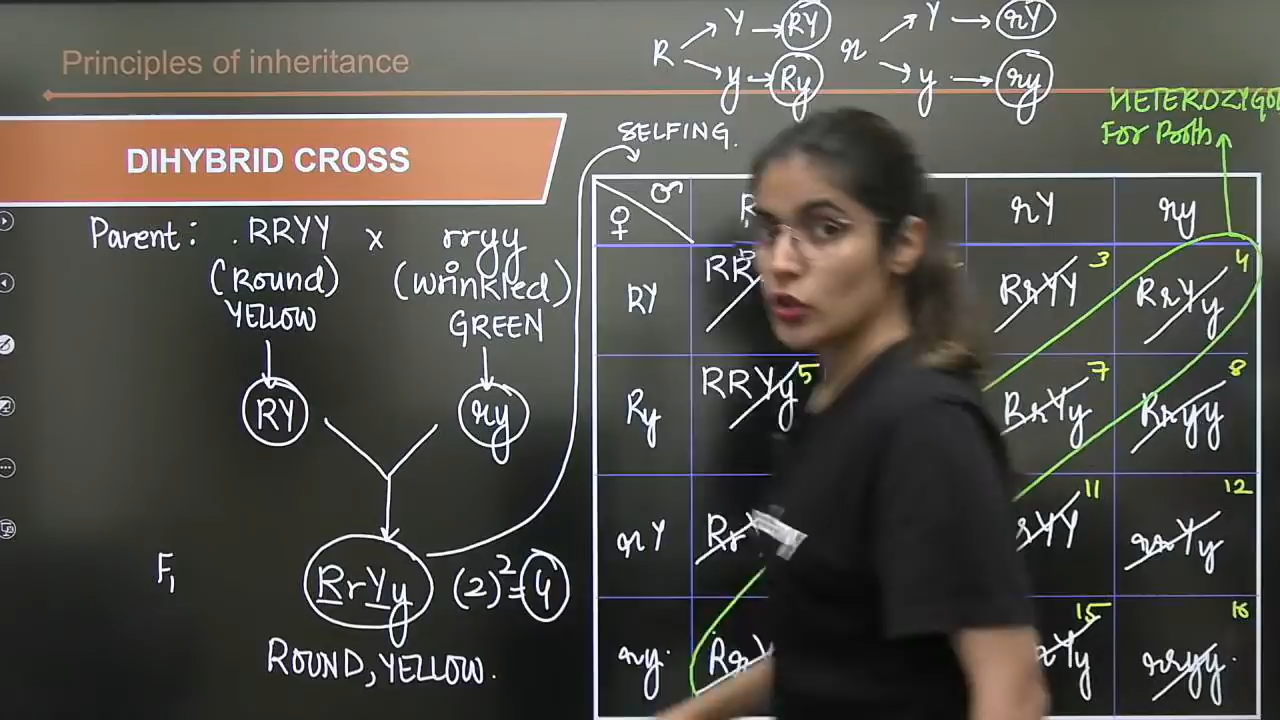 Principles of inheritance
DIHYBRID CROSS
R Y RY
y Ry
r Y rY
y ry
SELFING.
For Both
Parent: RRYY x rryy
(Round) (wrinkled)
YELLOW GREEN
RY ry
F1 RrYy (2)²=4
ROUND, YELLOW.
♀ ♂ rY ry
RY RrYY 3 RrYy 4
Ry RRYy 5 RrYy 7 Rryy 8
rY 11 rrYy 12
ry. 15 rryy. 16